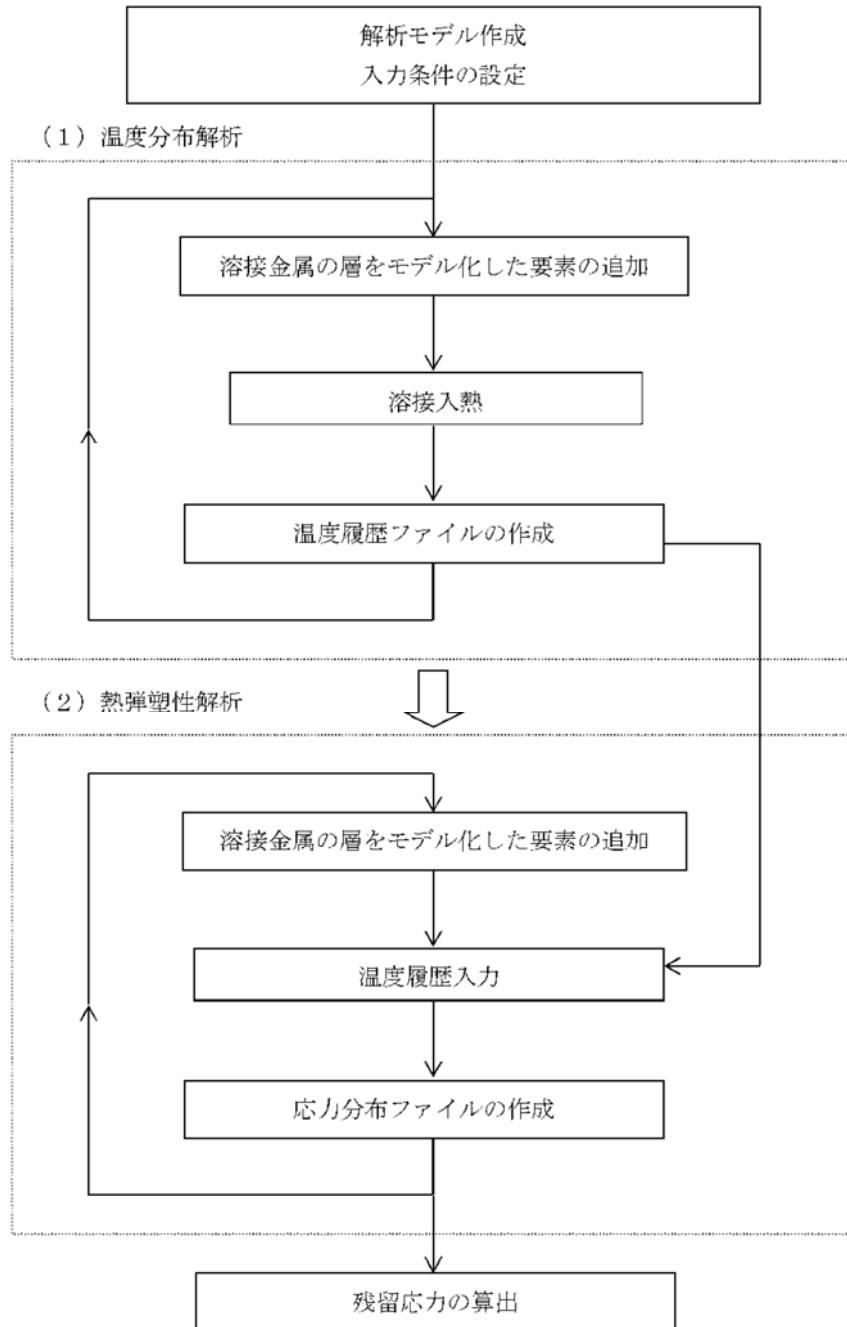 解析モデル作成
入力条件の設定
（１）温度分布解析
溶接金属の層をモデル化した要素の追加
溶接入熱
温度履歴ファイルの作成
（２）熱弾塑性解析
溶接金属の層をモデル化した要素の追加
温度履歴入力
応力分布ファイルの作成
残留応力の算出